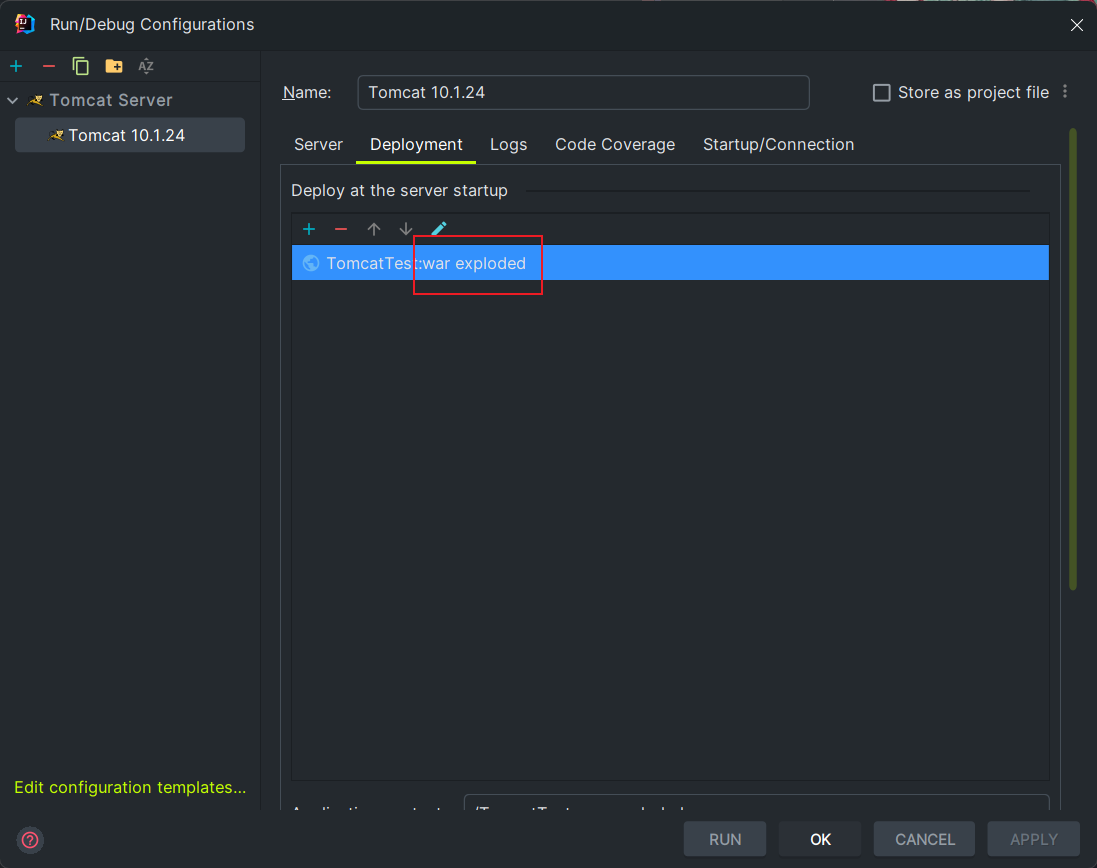 Run/Debug Configurations
Tomcat Server
Tomcat 10.1.24
Edit configuration templates...
Name:
Tomcat 10.1.24
Store as project file
Server
Deployment
Logs
Code Coverage
Startup/Connection
Deploy at the server startup
TomcatTest:war exploded
RUN
OK
CANCEL
APPLY